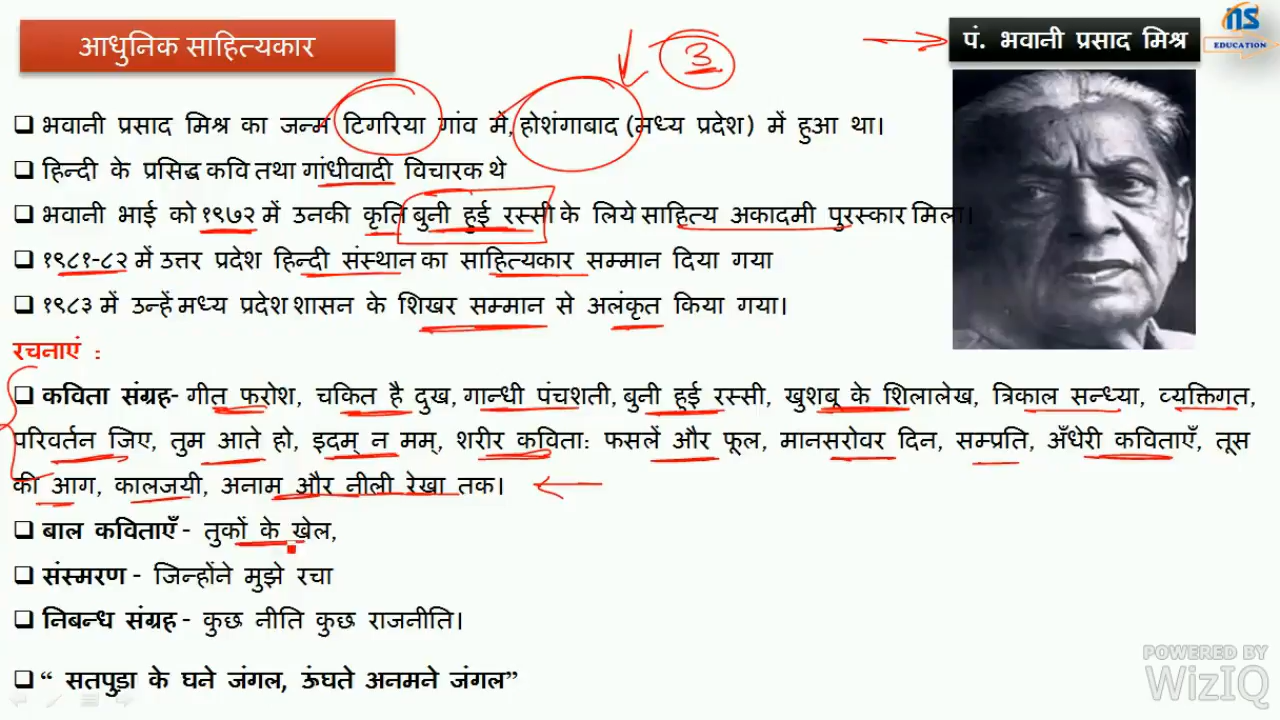 आधुनिक साहित्यकार
3
पं. भवानी प्रसाद मिश्र
NS
EDUCATION
❑ भवानी प्रसाद मिश्र का जन्म टिगरिया गांव में, होशंगाबाद (मध्य प्रदेश) में हुआ था।
❑ हिन्दी के प्रसिद्ध कवि तथा गांधीवादी विचारक थे
❑ भवानी भाई को १९७२ में उनकी कृति बुनी हुई रस्सी के लिये साहित्य अकादमी पुरस्कार मिला।
❑ १९८१-८२ में उत्तर प्रदेश हिन्दी संस्थान का साहित्यकार सम्मान दिया गया
❑ १९८३ में उन्हें मध्य प्रदेश शासन के शिखर सम्मान से अलंकृत किया गया।
रचनाएं :
❑ कविता संग्रह- गीत फरोश, चकित है दुख, गान्धी पंचशती, बुनी हुई रस्सी, खुशबू के शिलालेख, त्रिकाल सन्ध्या, व्यक्तिगत,
परिवर्तन जिए, तुम आते हो, इदम् न मम्, शरीर कविता: फसलें और फूल, मानसरोवर दिन, सम्प्रति, अँधेरी कविताएँ, तूस
की आग, कालजयी, अनाम और नीली रेखा तक।
❑ बाल कविताएँ - तुकों के खेल,
❑ संस्मरण - जिन्होंने मुझे रचा
❑ निबन्ध संग्रह- कुछ नीति कुछ राजनीति।
❑ “ सतपुड़ा के घने जंगल, ऊंघते अनमने जंगल”
POWERED BY
WizIQ